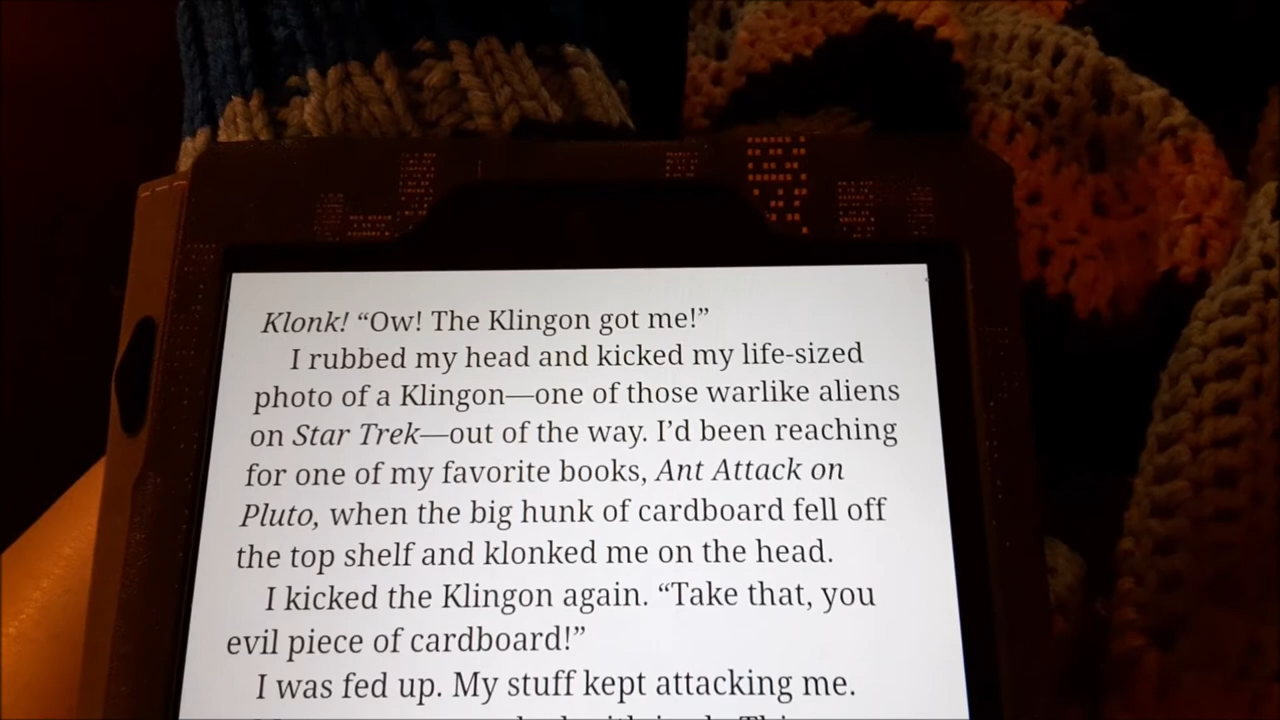 Klonk! “Ow! The Klingon got me!”
I rubbed my head and kicked my life-sized
photo of a Klingon—one of those warlike aliens
on Star Trek—out of the way. I’d been reaching
for one of my favorite books, Ant Attack on
Pluto, when the big hunk of cardboard fell off
the top shelf and klonked me on the head.
I kicked the Klingon again. “Take that, you
evil piece of cardboard!”
I was fed up. My stuff kept attacking me.